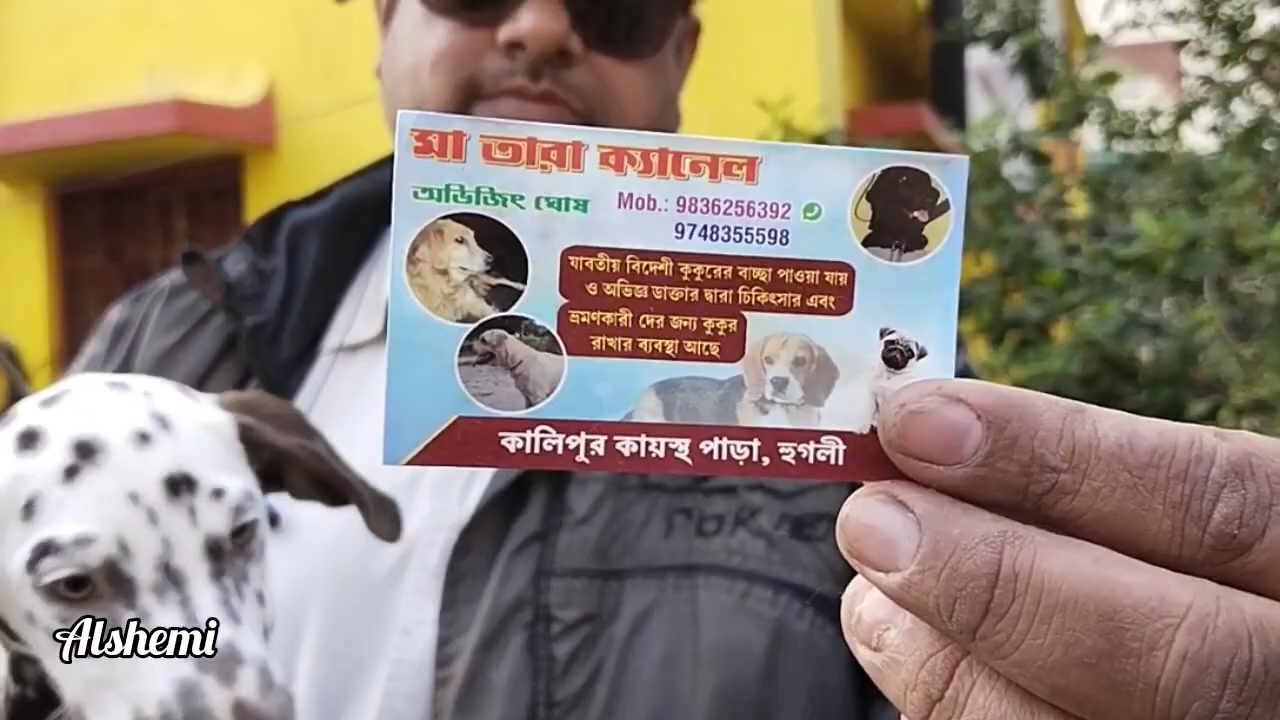 মা তারা ক্যানেল
অভিজিৎ ঘোষ Mob.: 9836256392
9748355598
যাবতীয় বিদেশী কুকুরের বাচ্ছা পাওয়া যায়
ও অভিজ্ঞ ডাক্তার দ্বারা চিকিৎসার এবং
ভ্রমণকারী দের জন্য কুকুর
রাখার ব্যবস্থা আছে
কালিপুর কায়স্থ পাড়া, হুগলী
Alshemi